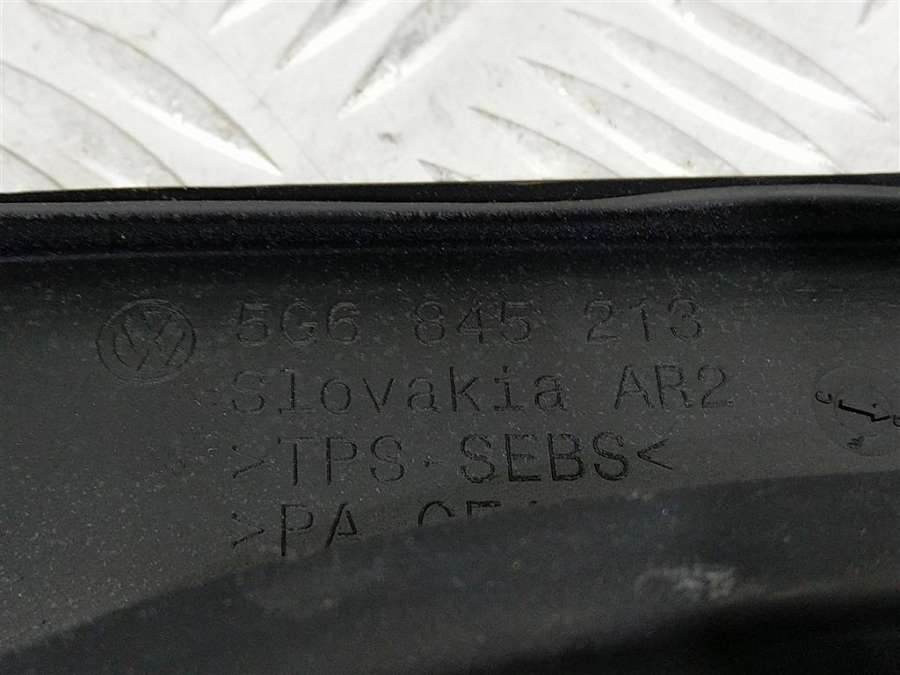 5G6 845 213
Slovakia AR2
>TPS-SEBS<
>PA